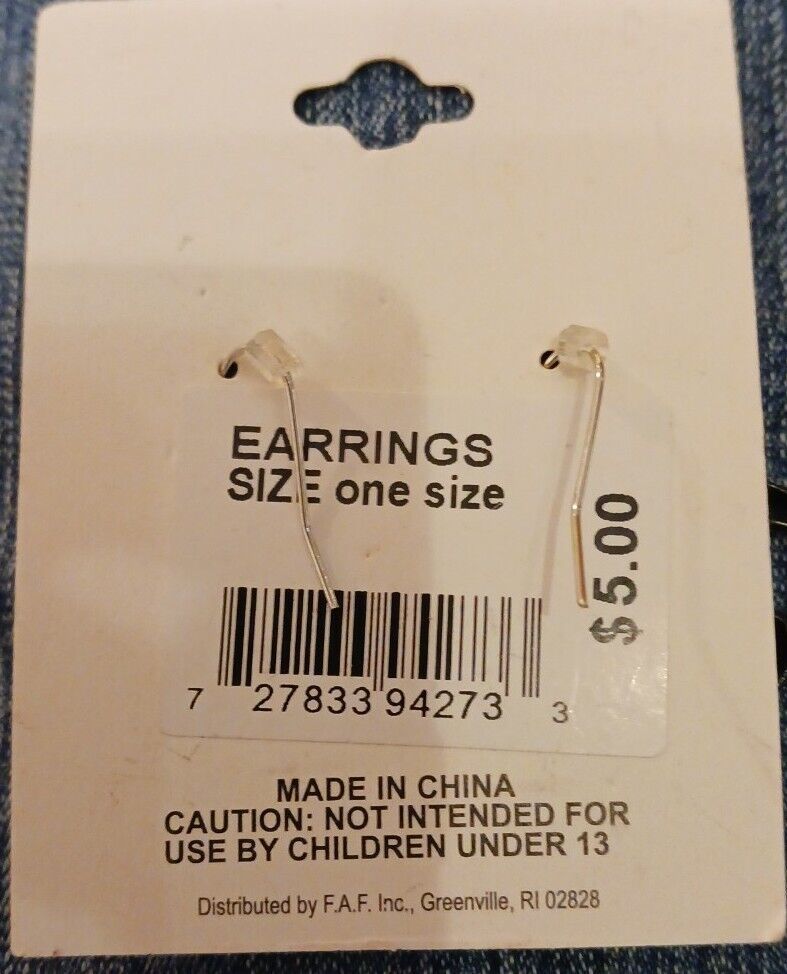 EARRINGS
SIZE one size
$5.00
7 27833 94273 3
MADE IN CHINA
CAUTION: NOT INTENDED FOR
USE BY CHILDREN UNDER 13
Distributed by F.A.F. Inc., Greenville, RI 02828